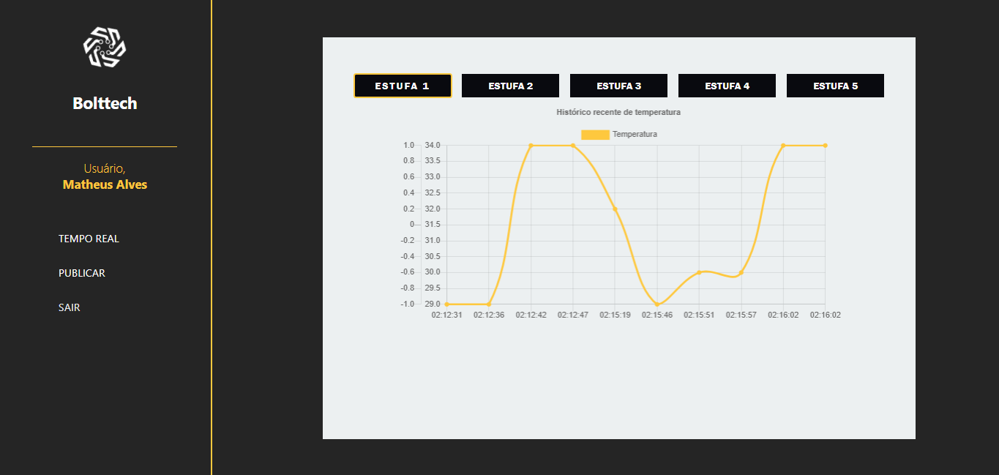 Bolttech
Usuário,
Matheus Alves
TEMPO REAL
PUBLICAR
SAIR
ESTUFA 1 ESTUFA 2 ESTUFA 3 ESTUFA 4 ESTUFA 5
Histórico recente de temperatura
Temperatura
1.0 34.0
0.8 33.5
0.6 33.0
0.4 32.5
0.2 32.0
0 31.5
-0.2 31.0
-0.4 30.5
-0.6 30.0
-0.8 29.5
-1.0 29.0
02:12:31 02:12:36 02:12:42 02:12:47 02:15:19 02:15:46 02:15:51 02:15:57 02:16:02 02:16:02